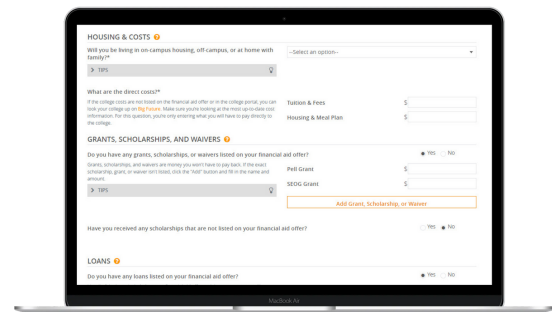 HOUSING & COSTS
Will you be living in on-campus housing, off-campus, or at home with
family?*
--Select an option--
TIPS
What are the direct costs?*
If the college costs are not listed on the financial aid offer or in the college portal, you can
look your college up on Big Future. Make sure you're looking at the most up-to-date cost
information. For this question, you're only entering what you will have to pay directly to
the college.
Tuition & Fees $
Housing & Meal Plan $
GRANTS, SCHOLARSHIPS, AND WAIVERS
Do you have any grants, scholarships, or waivers listed on your financial aid offer?
Yes No
Grants, scholarships, and waivers are money you won't have to pay back. If the exact
scholarship, grant, or waiver isn't listed, click the "Add" button and fill in the name and
amount.
TIPS
Pell Grant $
SEOG Grant $
Add Grant, Scholarship, or Waiver
Have you received any scholarships that are not listed on your financial aid offer?
Yes No
LOANS
Do you have any loans listed on your financial aid offer?
Yes No
MacBook Air